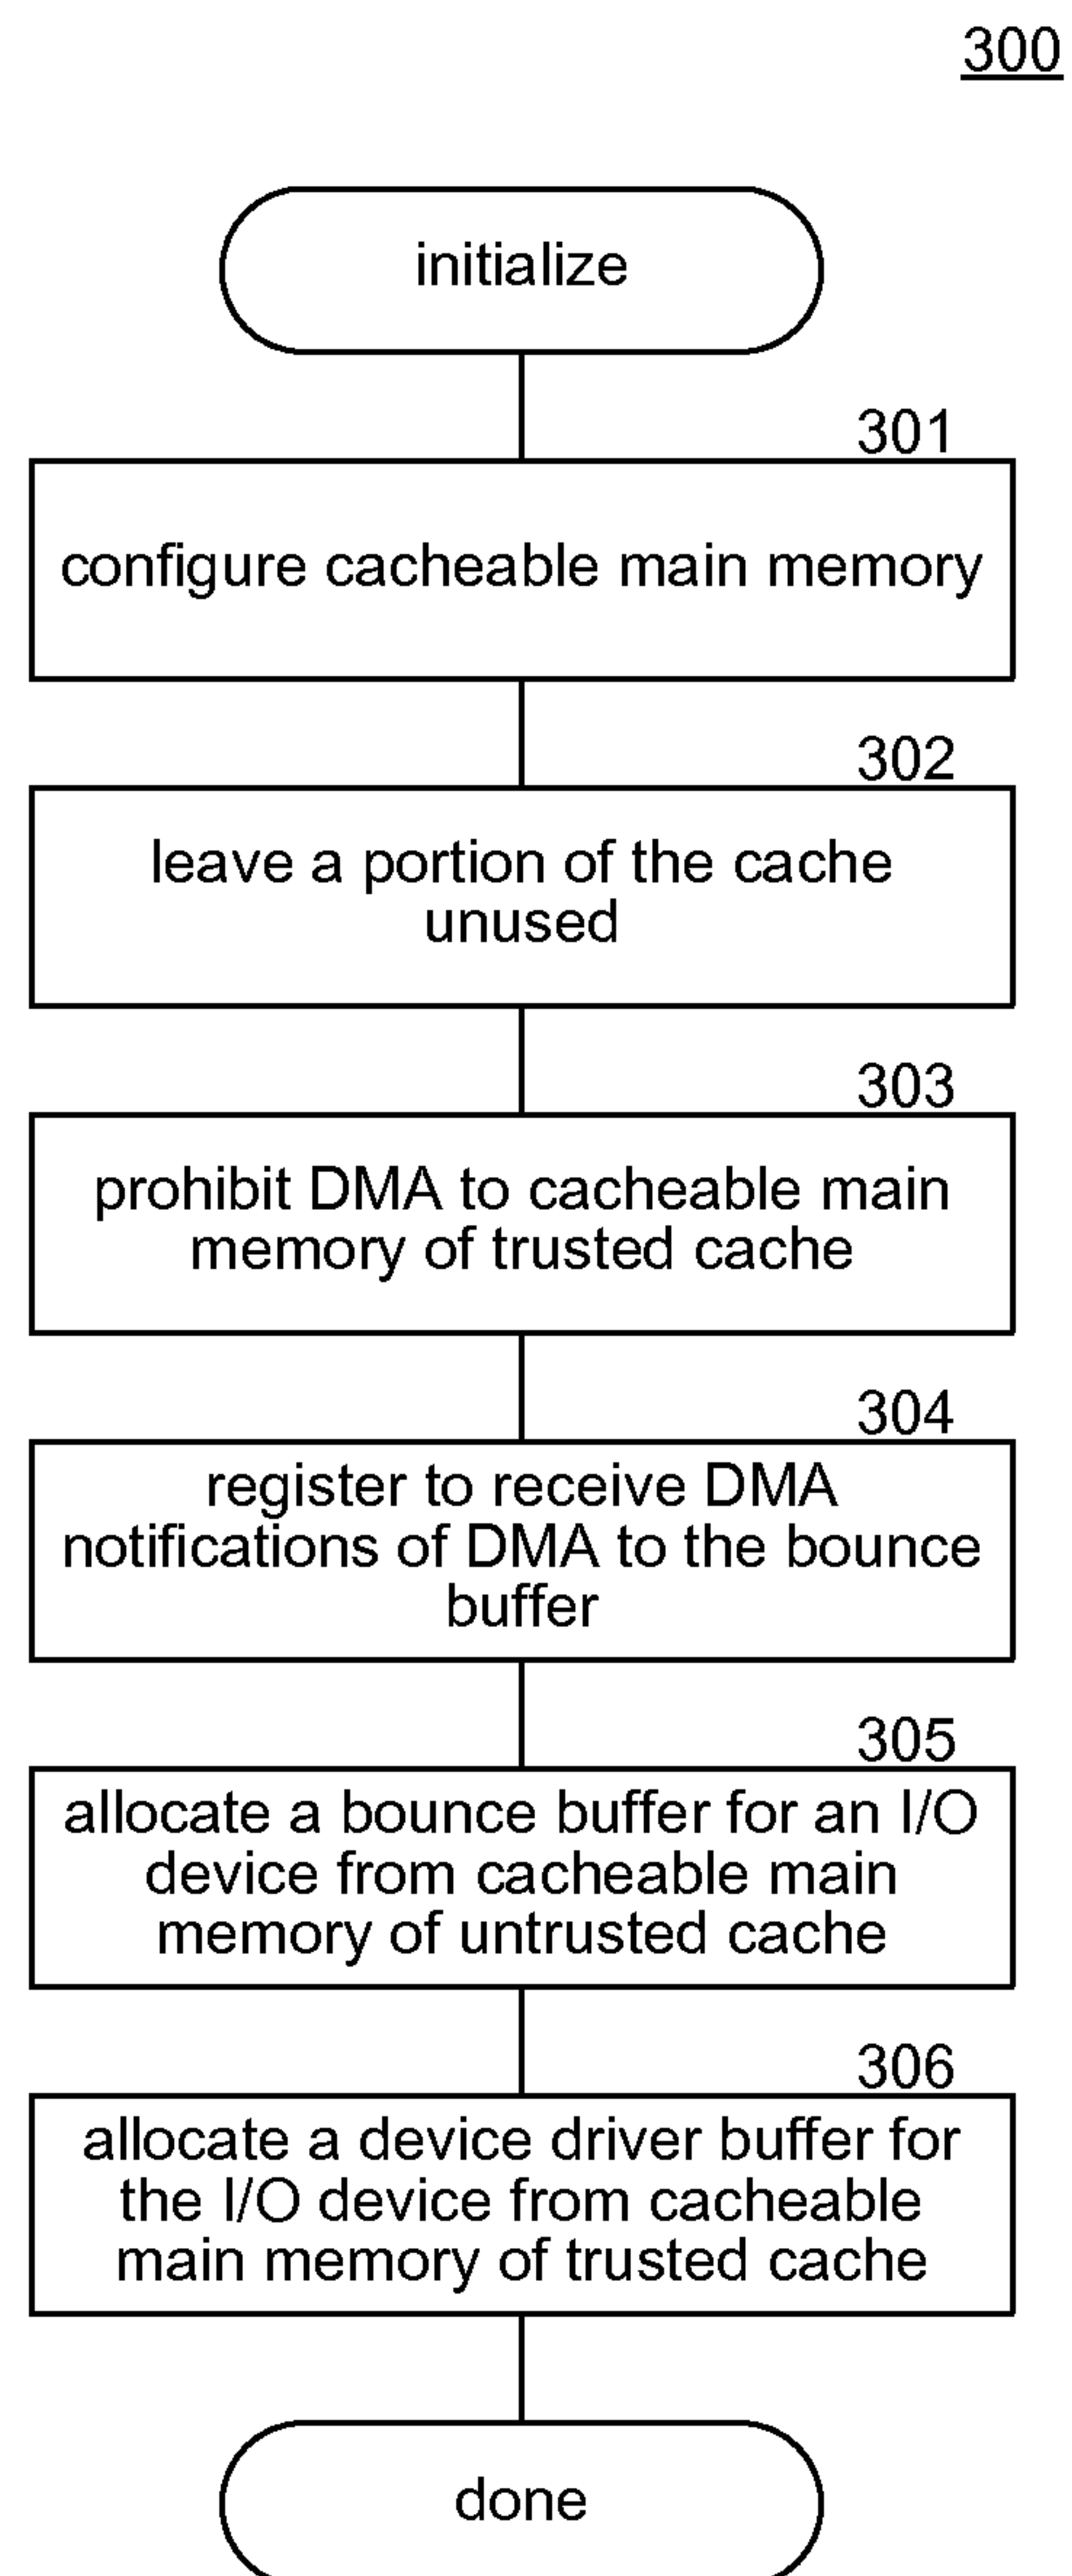 300
initialize
301
configure cacheable main memory
302
leave a portion of the cache
unused
303
prohibit DMA to cacheable main
memory of trusted cache
304
register to receive DMA
notifications of DMA to the bounce
buffer
305
allocate a bounce buffer for an I/O
device from cacheable main
memory of untrusted cache
306
allocate a device driver buffer for
the I/O device from cacheable
main memory of trusted cache
done